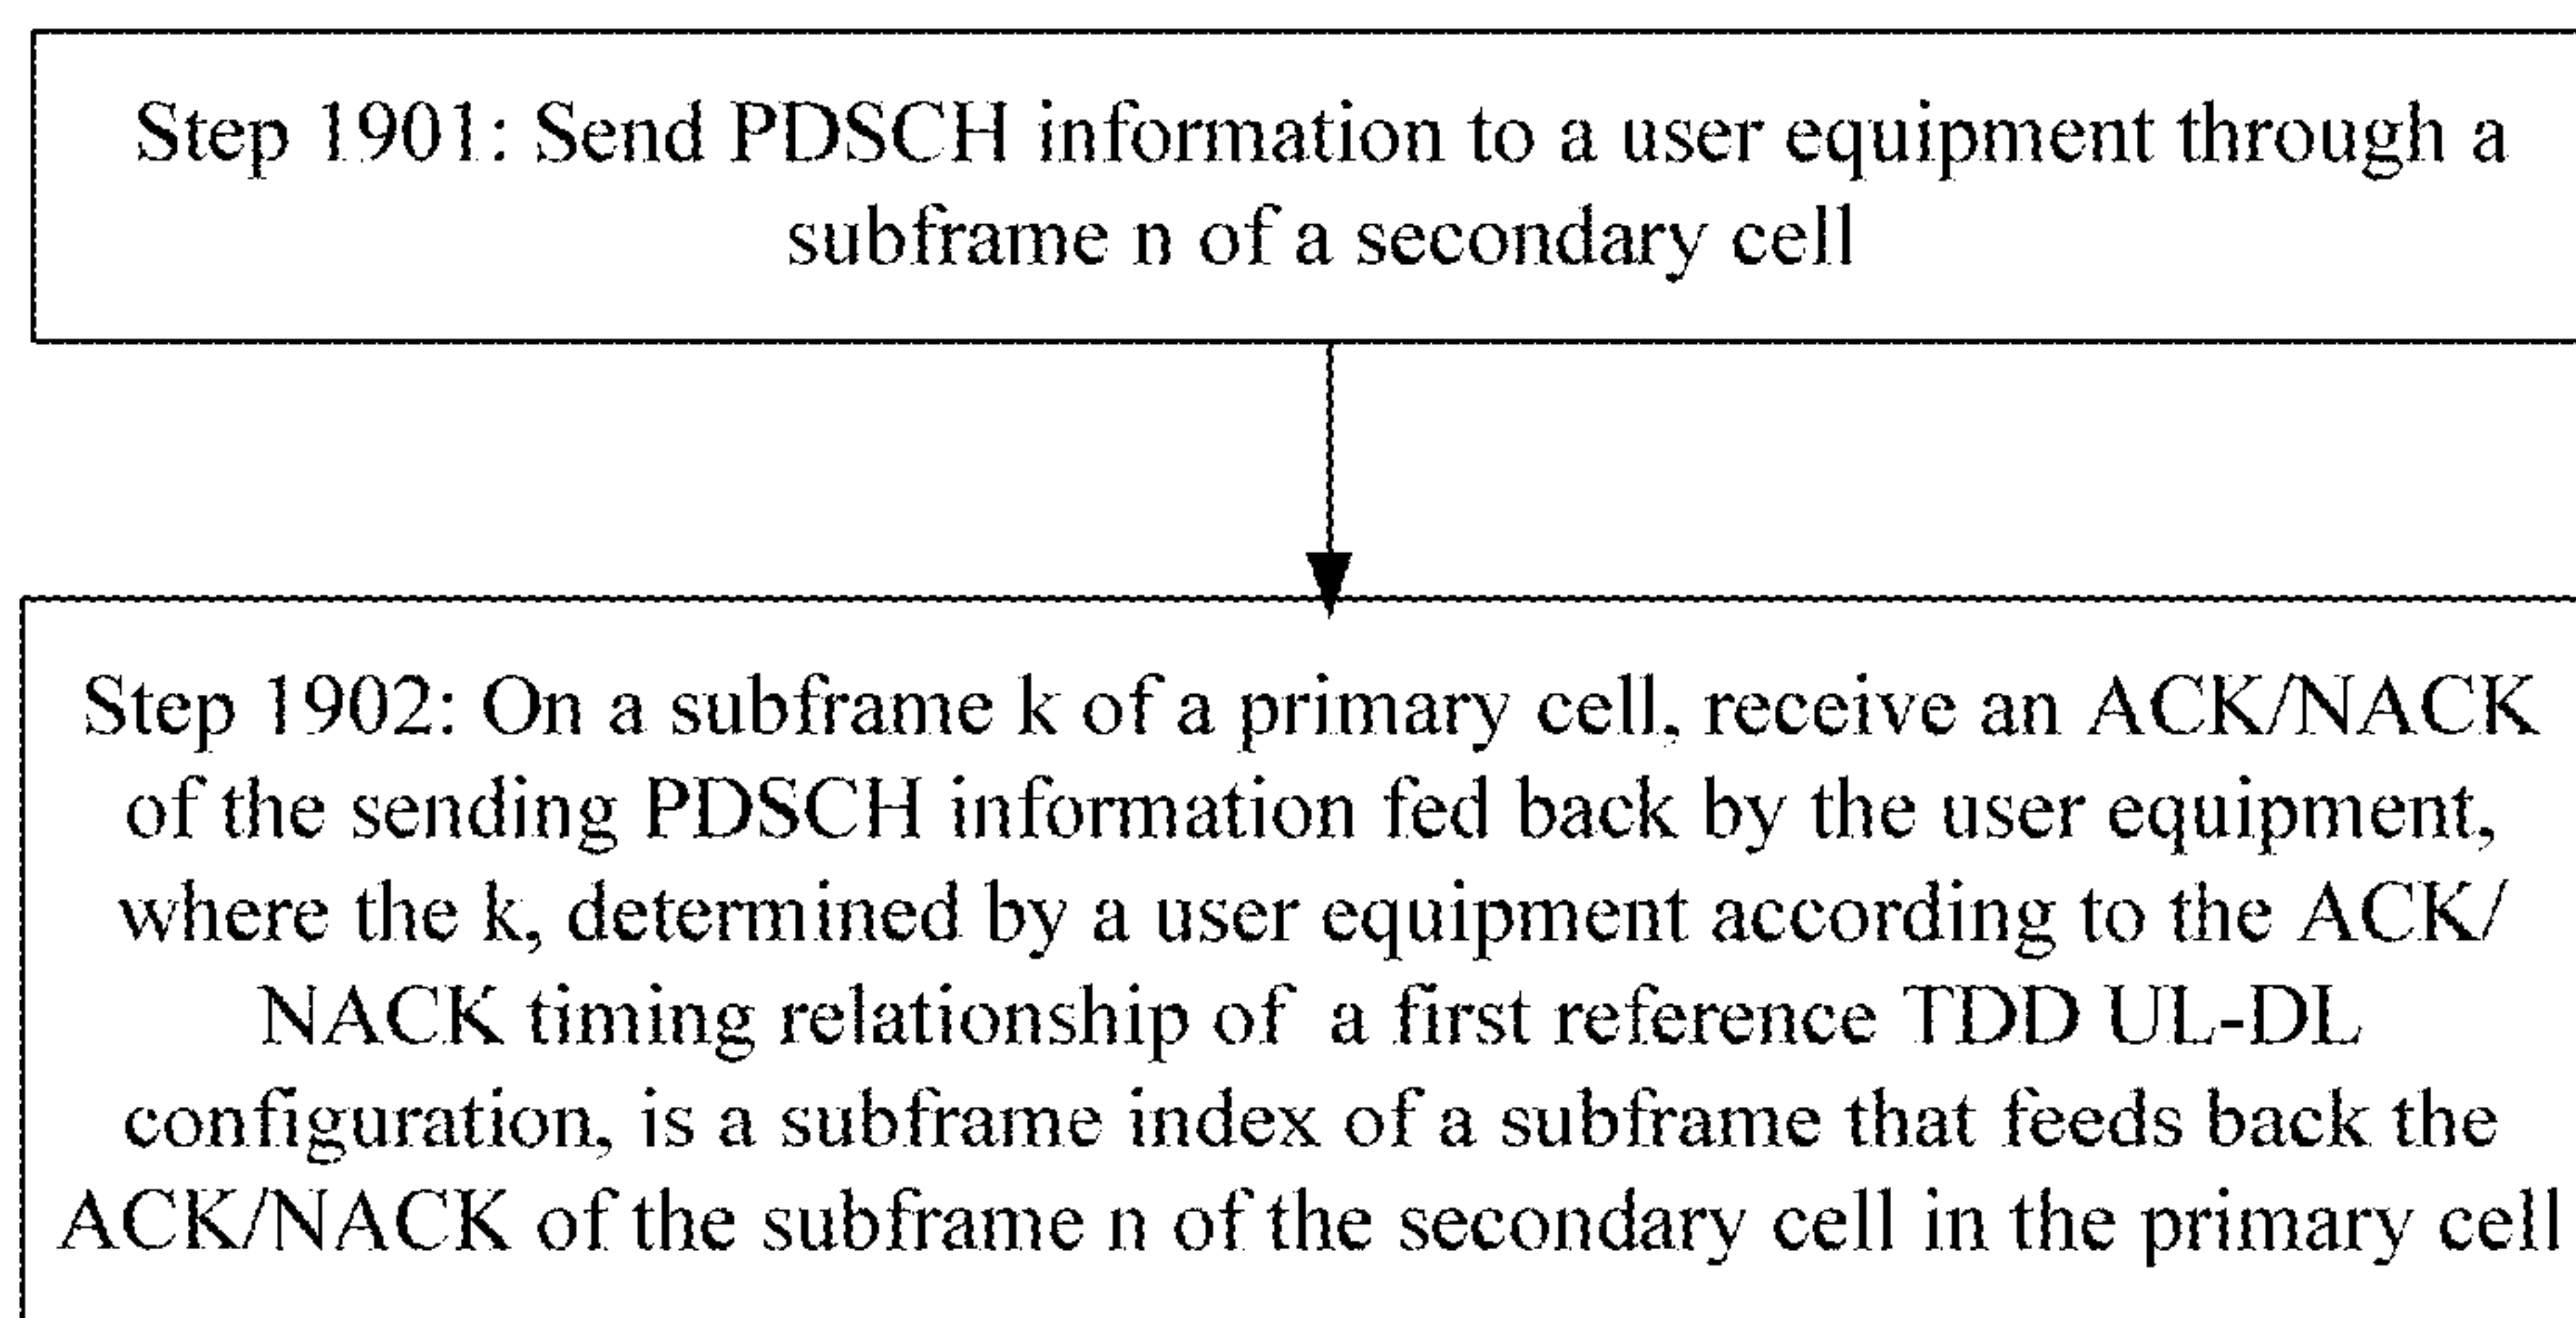 Step 1901: Send PDSCH information to a user equipment through a
subframe n of a secondary cell
Step 1902: On a subframe k of a primary cell, receive an ACK/NACK
of the sending PDSCH information fed back by the user equipment,
where the k, determined by a user equipment according to the ACK/
NACK timing relationship of a first reference TDD UL-DL
configuration, is a subframe index of a subframe that feeds back the
ACK/NACK of the subframe n of the secondary cell in the primary cell